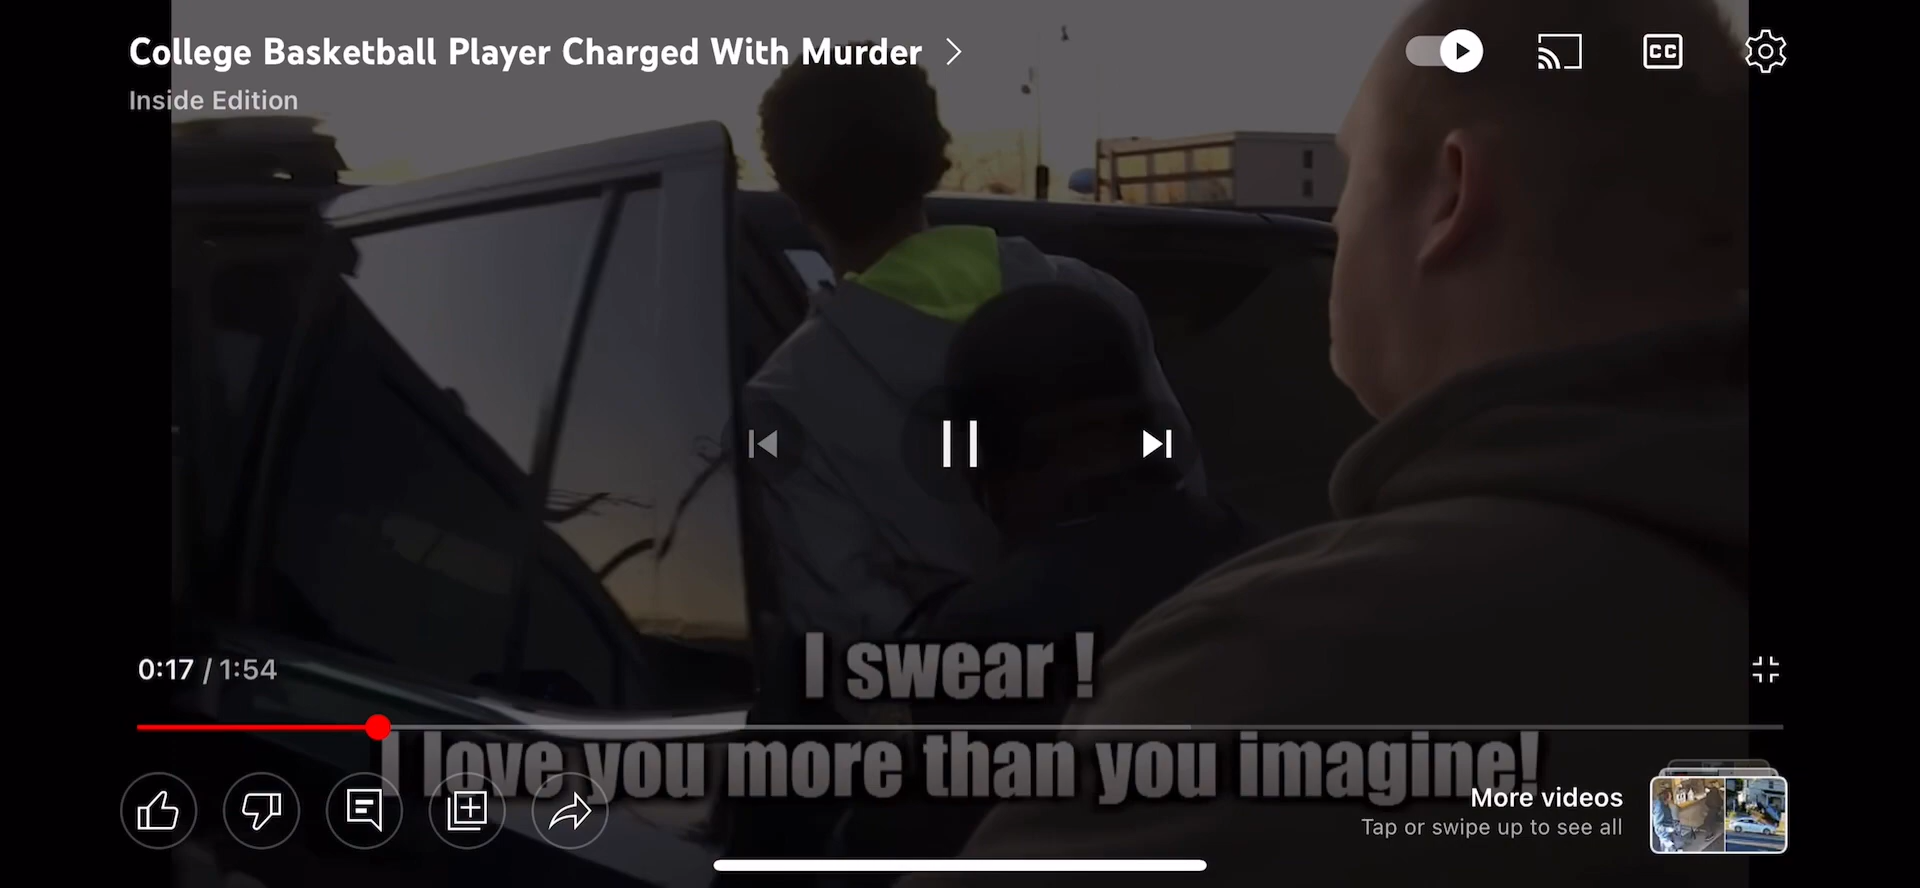 College Basketball Player Charged With Murder
Inside Edition
CC
I swear !
0:17 / 1:54
I love you more than you imagine!
More videos
Tap or swipe up to see all